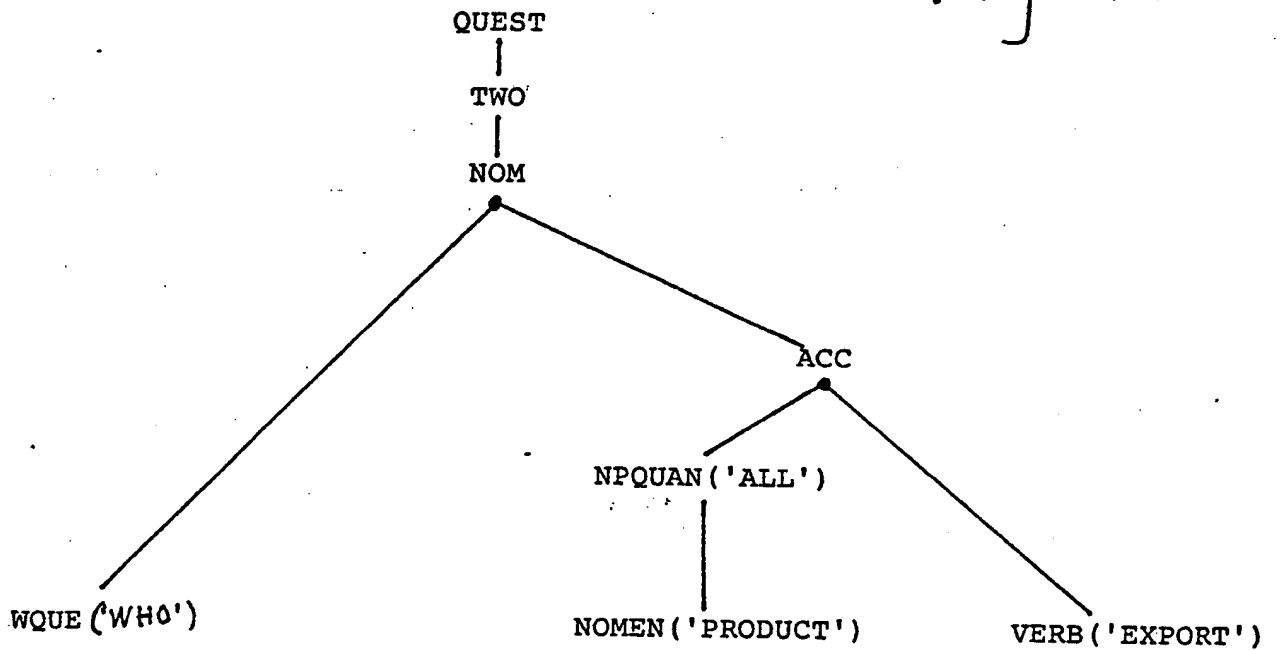 QUEST
TWO
NOM
ACC
NPQUAN('ALL')
WQUE('WHO')
NOMEN('PRODUCT')
VERB('EXPORT')